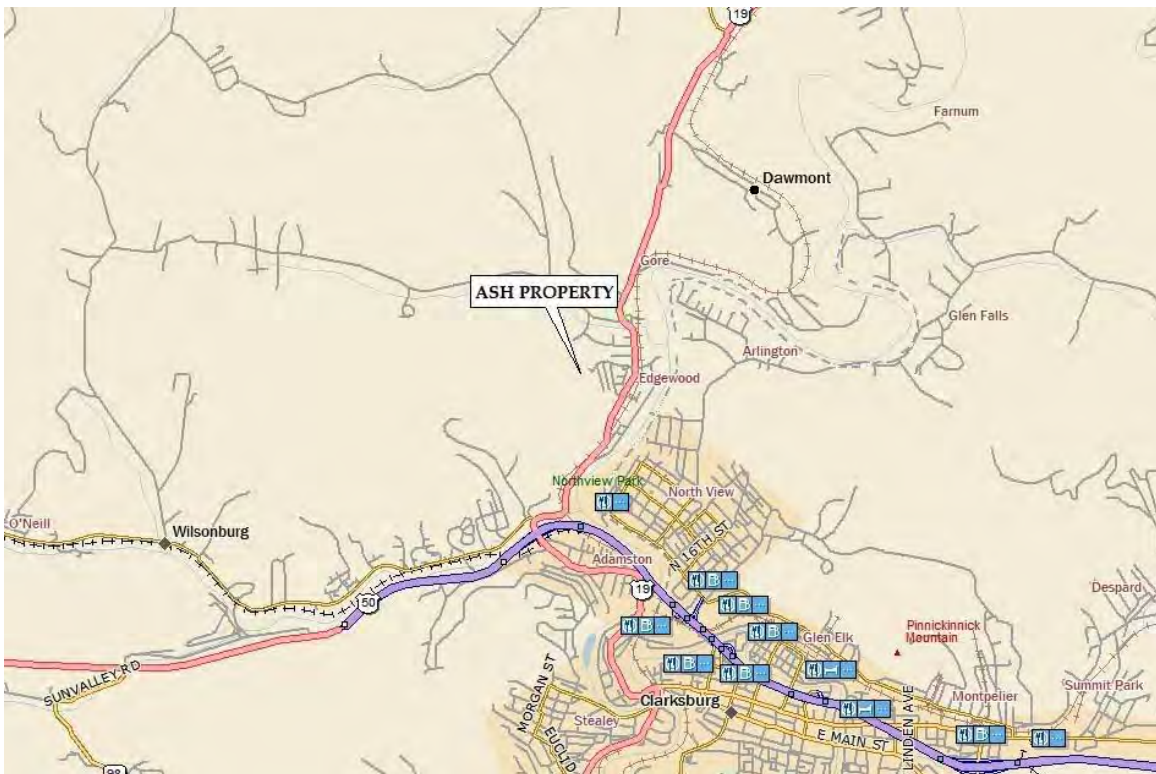 19
Farnum
Dawmont
Gore
ASH PROPERTY
Glen Falls
Arlington
Edgewood
Northview Park
North View
O'Neill
Wilsonburg
N 16TH ST
Adamston
19
50
Despard
Pinnickinnick
Mountain
Glen Elk
SUNVALLEY RD
MORGAN ST
Clarksburg
Montpelier
Summit Park
Stealey
LINDEN AVE
E MAIN ST
EUCLID
98